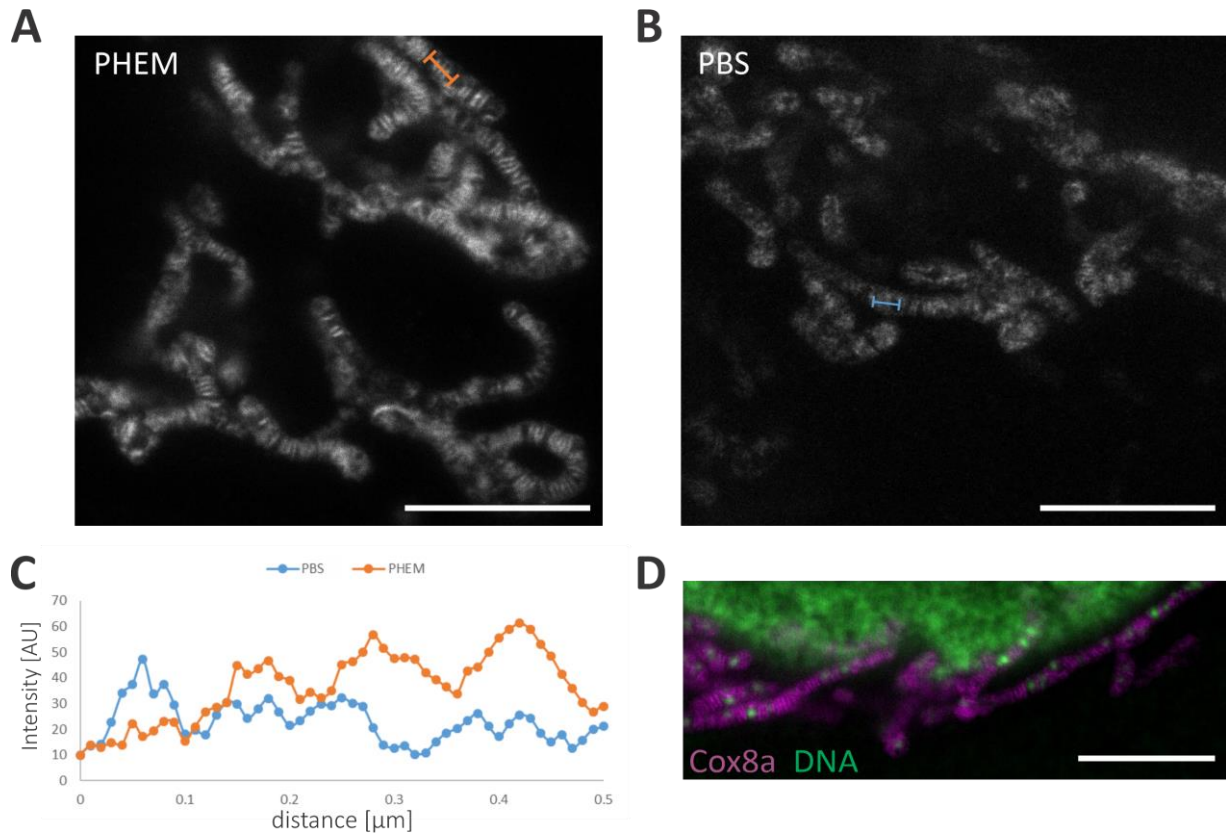 A
PHEM
B
PBS
C
PBS PHEM
Intensity [AU]
70
60
50
40
30
20
10
0
0 0.1 0.2 0.3 0.4 0.5
distance [μm]
D
Cox8a DNA